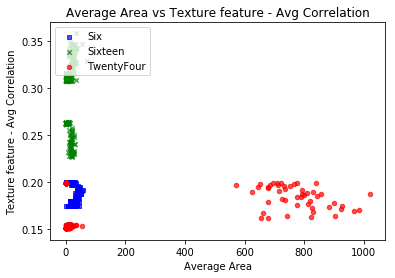 Average Area vs Texture feature - Avg Correlation
Six
Sixteen
TwentyFour
Texture feature - Avg Correlation
0.35
0.30
0.25
0.20
0.15
0 200 400 600 800 1000
Average Area